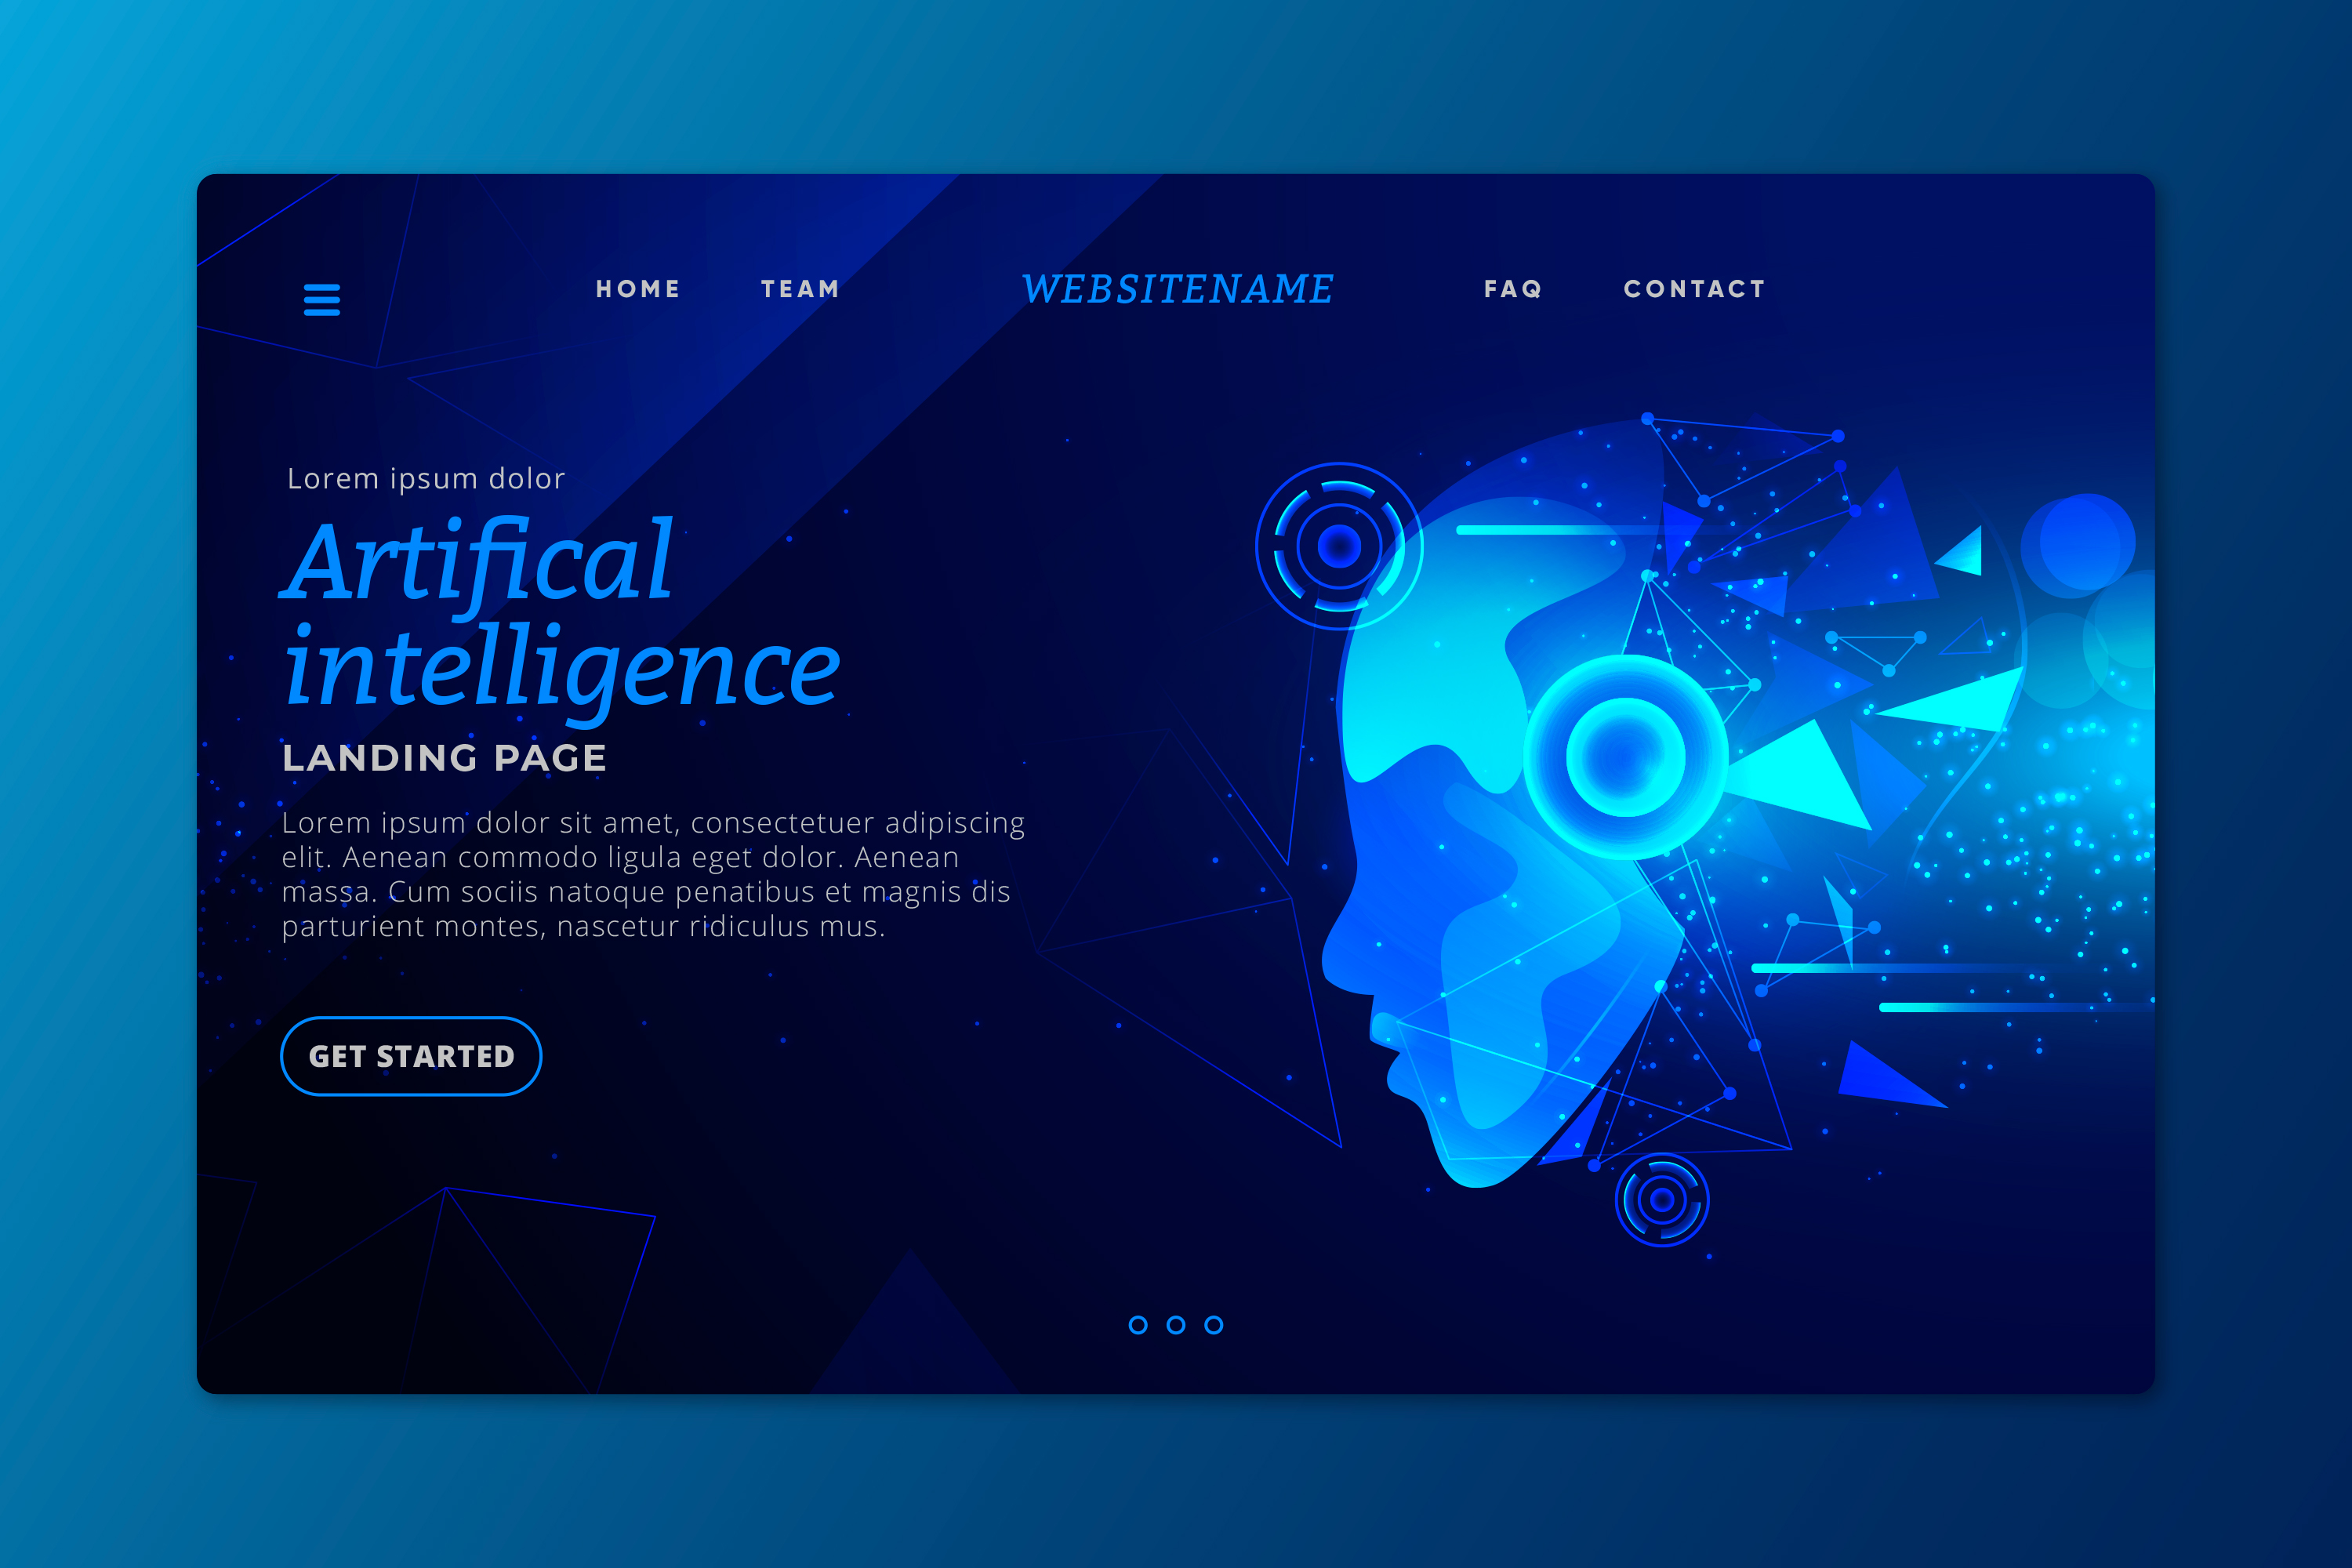 HOME TEAM WEBSITENAME FAQ CONTACT
Lorem ipsum dolor
Artifical
intelligence
LANDING PAGE
Lorem ipsum dolor sit amet, consectetuer adipiscing
elit. Aenean commodo ligula eget dolor. Aenean
massa. Cum sociis natoque penatibus et magnis dis
parturient montes, nascetur ridiculus mus.
GET STARTED